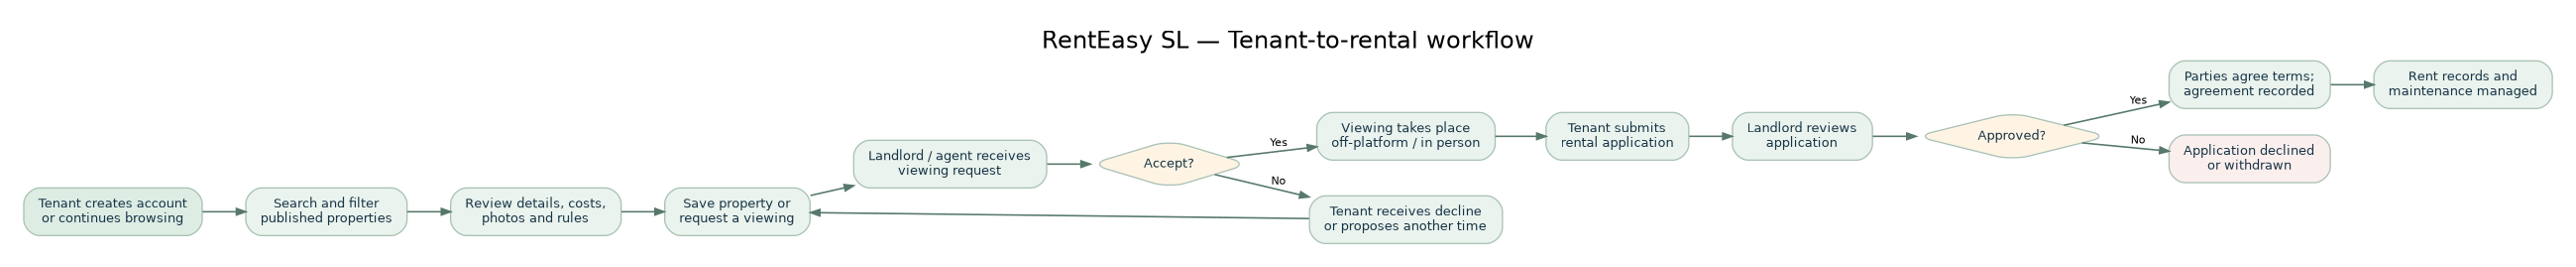 RentEasy SL — Tenant-to-rental workflow
Tenant creates account
or continues browsing
Search and filter
published properties
Review details, costs,
photos and rules
Save property or
request a viewing
Landlord / agent receives
viewing request
Accept?
Yes
No
Viewing takes place
off-platform / in person
Tenant receives decline
or proposes another time
Tenant submits
rental application
Landlord reviews
application
Approved?
Yes
No
Parties agree terms;
agreement recorded
Application declined
or withdrawn
Rent records and
maintenance managed